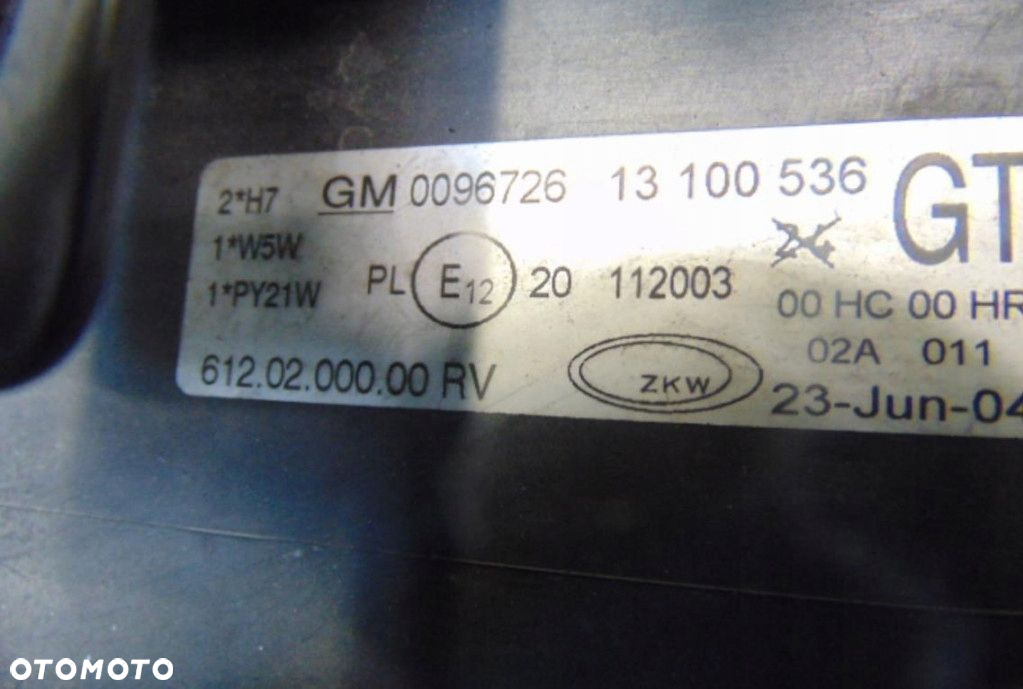 2*H7 GM 0096726 13 100 536 GT
1*W5W 24
1*PY21W PL E12 20 112003 00 HC 00 HR
02A 011
612.02.000.00 RV ZKW 23-Jun-04
OTOMOTO